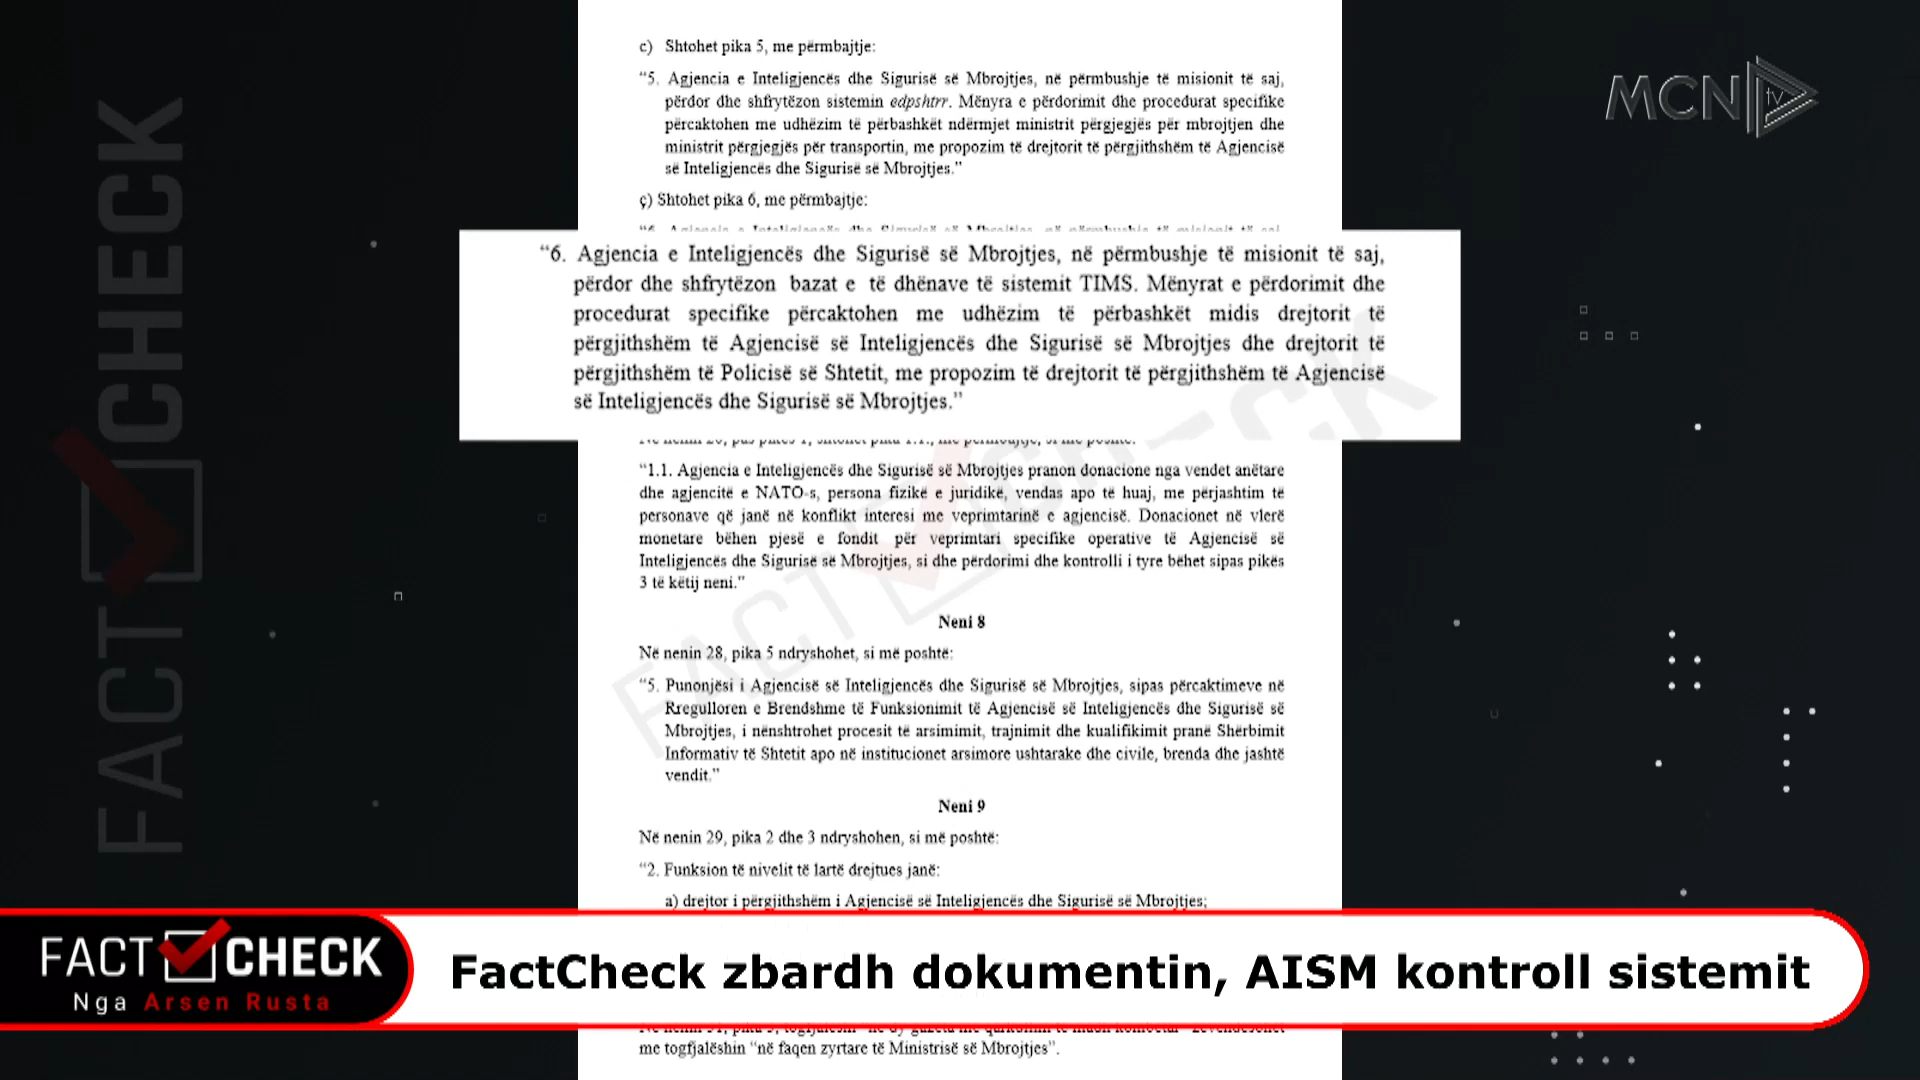 c) Shtohet pika 5, me përmbajtje:
“5. Agjencia e Inteligjencës dhe Sigurisë së Mbrojtjes, në përmbushje të misionit të saj,
përdor dhe shfrytëzon sistemin edpshtrr. Mënyra e përdorimit dhe procedurat specifike
përcaktohen me udhëzim të përbashkët ndërmjet ministrit përgjegjës për mbrojtjen dhe
ministrit përgjegjës për transportin, me propozim të drejtorit të përgjithshëm të Agjencisë
së Inteligjencës dhe Sigurisë së Mbrojtjes.”
ç) Shtohet pika 6, me përmbajtje:
“6. Agjencia e Inteligjencës dhe Sigurisë së Mbrojtjes, në përmbushje të misionit të saj,
përdor dhe shfrytëzon bazat e të dhënave të sistemit TIMS. Mënyrat e përdorimit dhe
procedurat specifike përcaktohen me udhëzim të përbashkët midis drejtorit të
përgjithshëm të Agjencisë së Inteligjencës dhe Sigurisë së Mbrojtjes dhe drejtorit të
përgjithshëm të Policisë së Shtetit, me propozim të drejtorit të përgjithshëm të Agjencisë
së Inteligjencës dhe Sigurisë së Mbrojtjes.”
“1.1. Agjencia e Inteligjencës dhe Sigurisë së Mbrojtjes pranon donacione nga vendet anëtare
dhe agjencitë e NATO-s, persona fizikë e juridikë, vendas apo të huaj, me përjashtim të
personave që janë në konflikt interesi me veprimtarinë e agjencisë. Donacionet në vlerë
monetare bëhen pjesë e fondit për veprimtari specifike operative të Agjencisë së
Inteligjencës dhe Sigurisë së Mbrojtjes, si dhe përdorimi dhe kontrolli i tyre bëhet sipas pikës
3 të këtij neni.”
Neni 8
Në nenin 28, pika 5 ndryshohet, si më poshtë:
“5. Punonjësi i Agjencisë së Inteligjencës dhe Sigurisë së Mbrojtjes, sipas përcaktimeve në
Rregulloren e Brendshme të Funksionimit të Agjencisë së Inteligjencës dhe Sigurisë së
Mbrojtjes, i nënshtrohet procesit të arsimimit, trajnimit dhe kualifikimit pranë Shërbimit
Informativ të Shtetit apo në institucionet arsimore ushtarake dhe civile, brenda dhe jashtë
vendit.”
Neni 9
Në nenin 29, pika 2 dhe 3 ndryshohen, si më poshtë:
“2. Funksion të nivelit të lartë drejtues janë:
a) drejtor i përgjithshëm i Agjencisë së Inteligjencës dhe Sigurisë së Mbrojtjes;
me togfjalëshin “në faqen zyrtare të Ministrisë së Mbrojtjes”.
MCN tv
FACT CHECK
FACT CHECK
FACT CHECK
Nga Arsen Rusta
FactCheck zbardh dokumentin, AISM kontroll sistemit